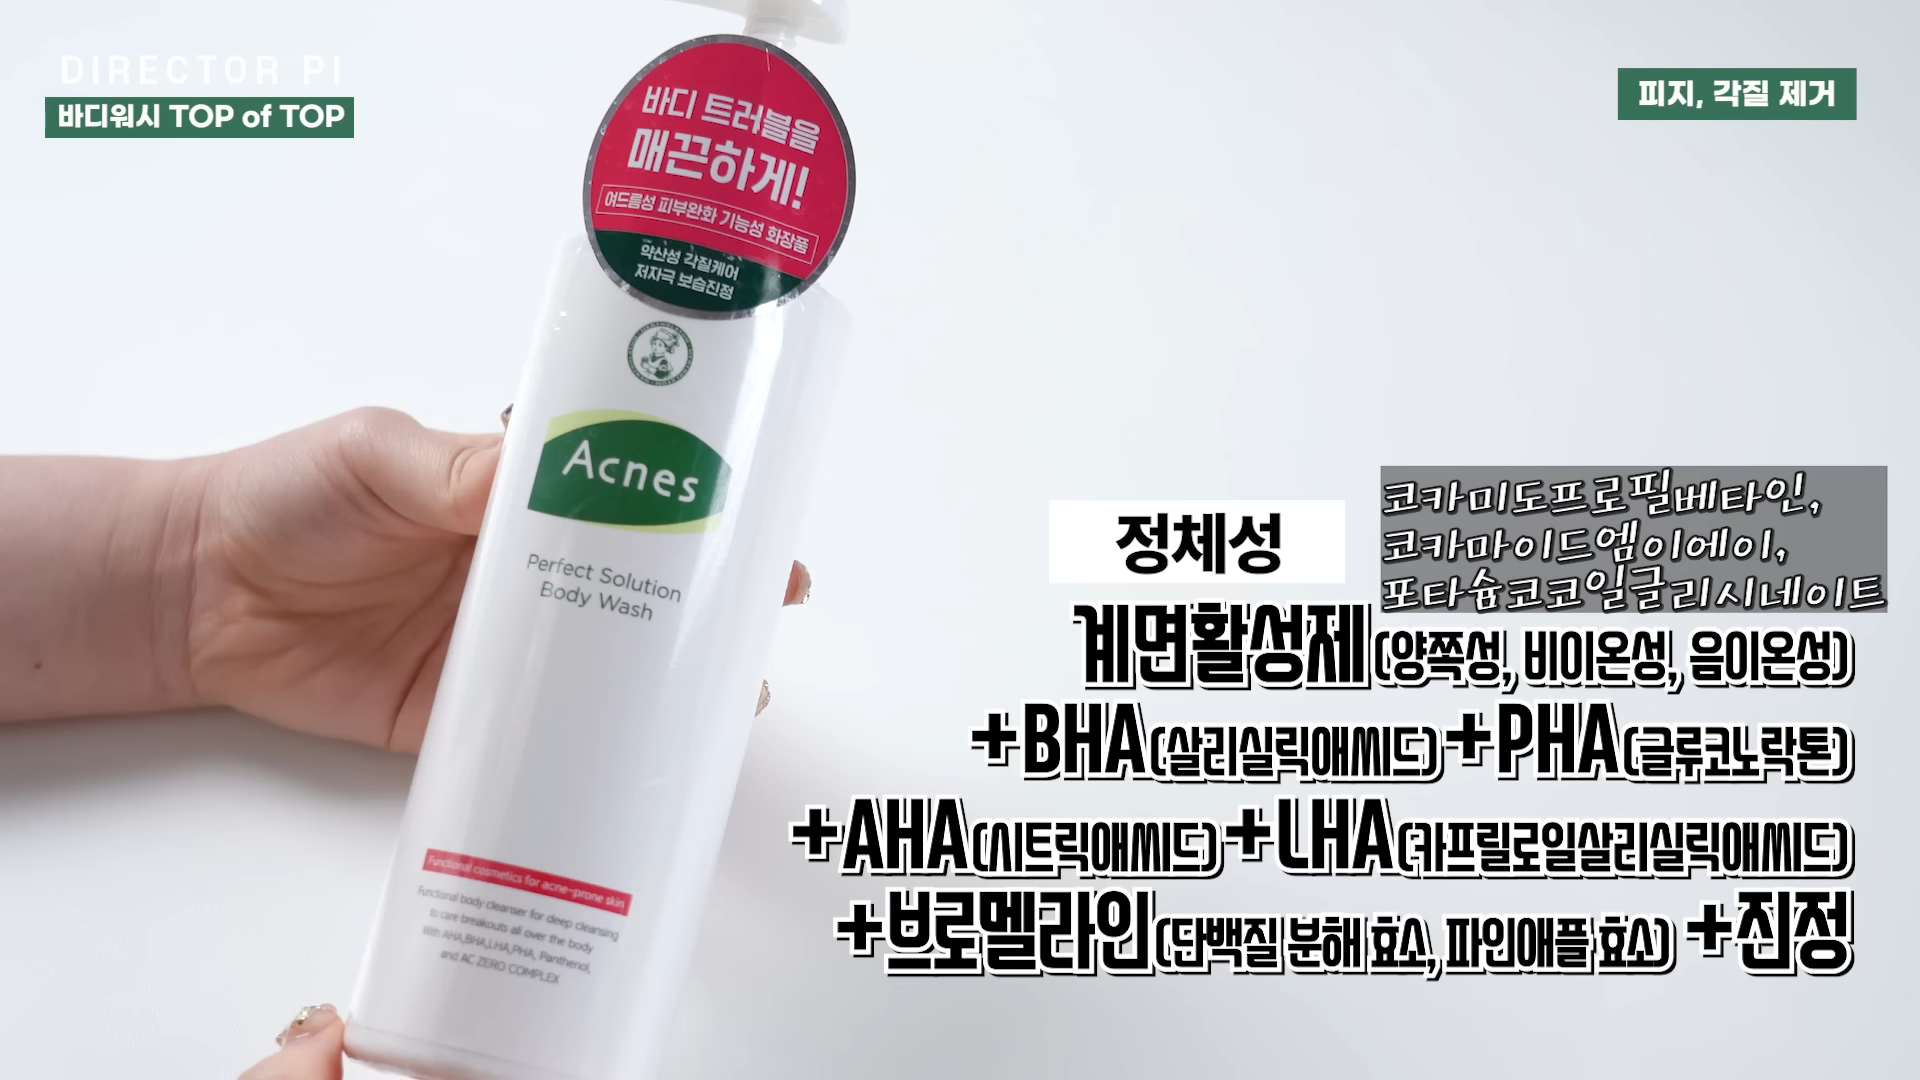 DIRECTOR PI
바디워시 TOP of TOP
피지, 각질 제거
바디 트러블을
매끈하게!
여드름성 피부완화 기능성 화장품
약산성 각질케어
저자극 보습진정
Acnes
Perfect Solution
Body Wash
Functional cosmetics for acne-prone skin
Functional body cleanser for deep cleansing
to care breakouts all over the body
With AHA,BHA,LHA,PHA, Panthenol,
and AC ZERO COMPLEX
정체성
코카미도프로필베타인,
코카마이드엠이에이,
포타슘코코일글리시네이트
계면활성제(양쪽성, 비이온성, 음이온성)
+BHA(살리실릭애씨드)+PHA(글루코노락톤)
+AHA(시트릭애씨드)+LHA(카프릴로일살리실릭애씨드)
+브로멜라인(단백질 분해 효소, 파인애플 효소) +진정